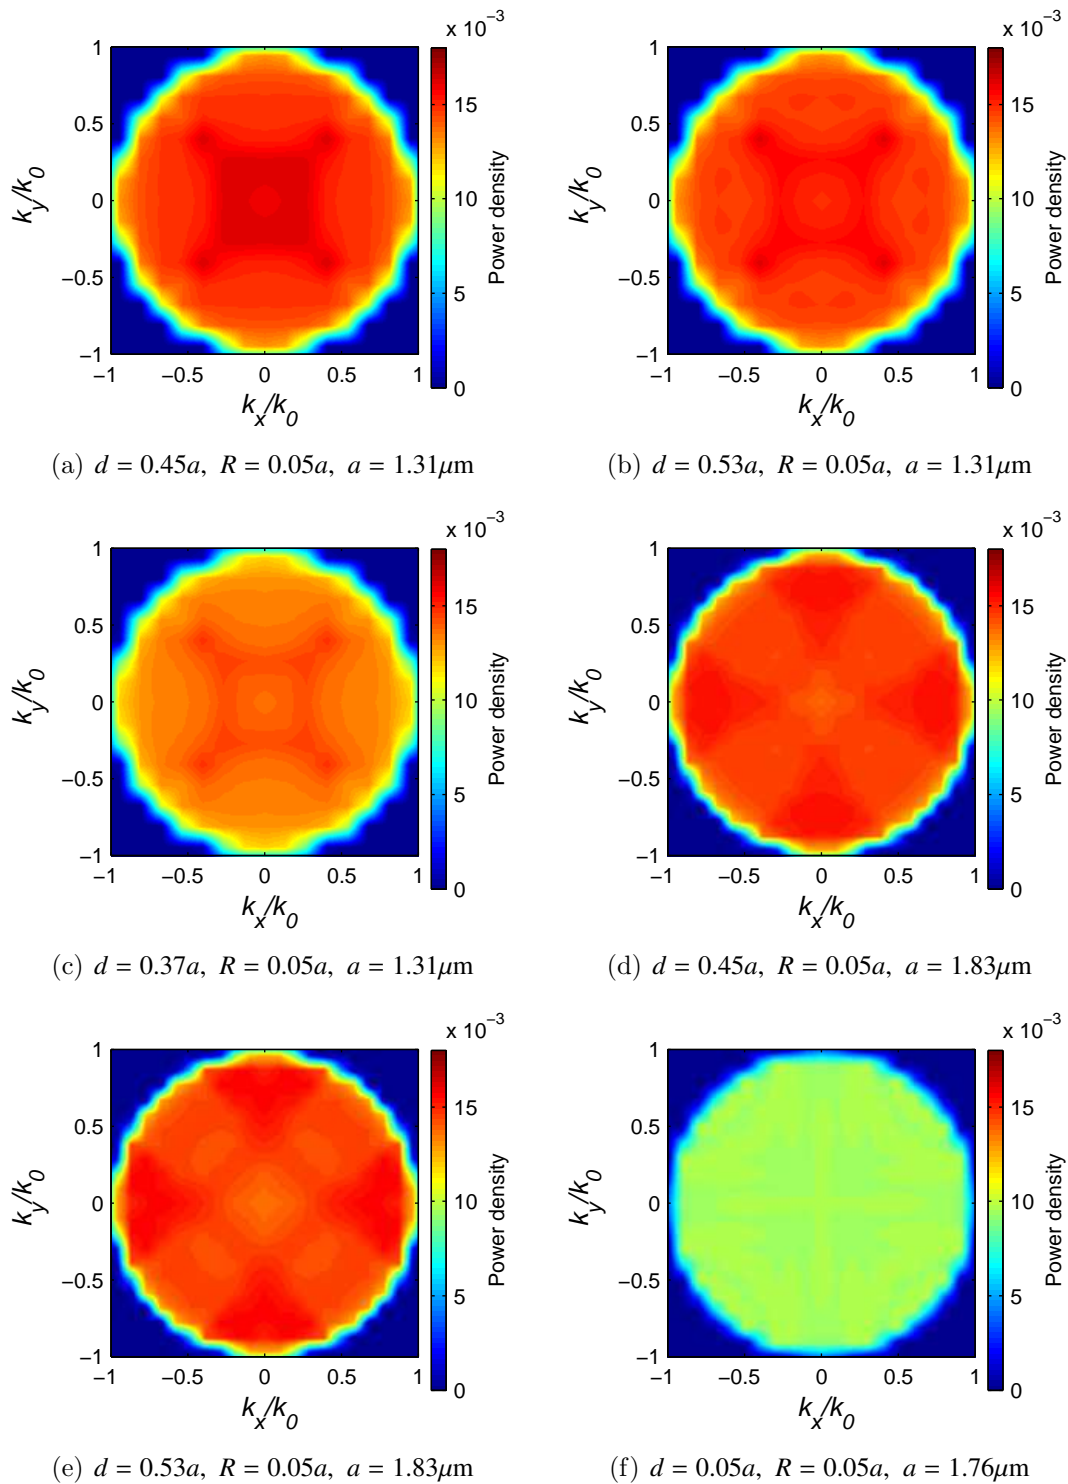 x 10⁻³
1
0.5
0
−0.5
−1
k_y/k_0
−1 −0.5 0 0.5 1
k_x/k_0
15
10
5
0
Power density
(a) d = 0.45a, R = 0.05a, a = 1.31μm
x 10⁻³
1
0.5
0
−0.5
−1
k_y/k_0
−1 −0.5 0 0.5 1
k_x/k_0
15
10
5
0
Power density
(b) d = 0.53a, R = 0.05a, a = 1.31μm
x 10⁻³
1
0.5
0
−0.5
−1
k_y/k_0
−1 −0.5 0 0.5 1
k_x/k_0
15
10
5
0
Power density
(c) d = 0.37a, R = 0.05a, a = 1.31μm
x 10⁻³
1
0.5
0
−0.5
−1
k_y/k_0
−1 −0.5 0 0.5 1
k_x/k_0
15
10
5
0
Power density
(d) d = 0.45a, R = 0.05a, a = 1.83μm
x 10⁻³
1
0.5
0
−0.5
−1
k_y/k_0
−1 −0.5 0 0.5 1
k_x/k_0
15
10
5
0
Power density
(e) d = 0.53a, R = 0.05a, a = 1.83μm
x 10⁻³
1
0.5
0
−0.5
−1
k_y/k_0
−1 −0.5 0 0.5 1
k_x/k_0
15
10
5
0
Power density
(f) d = 0.05a, R = 0.05a, a = 1.76μm